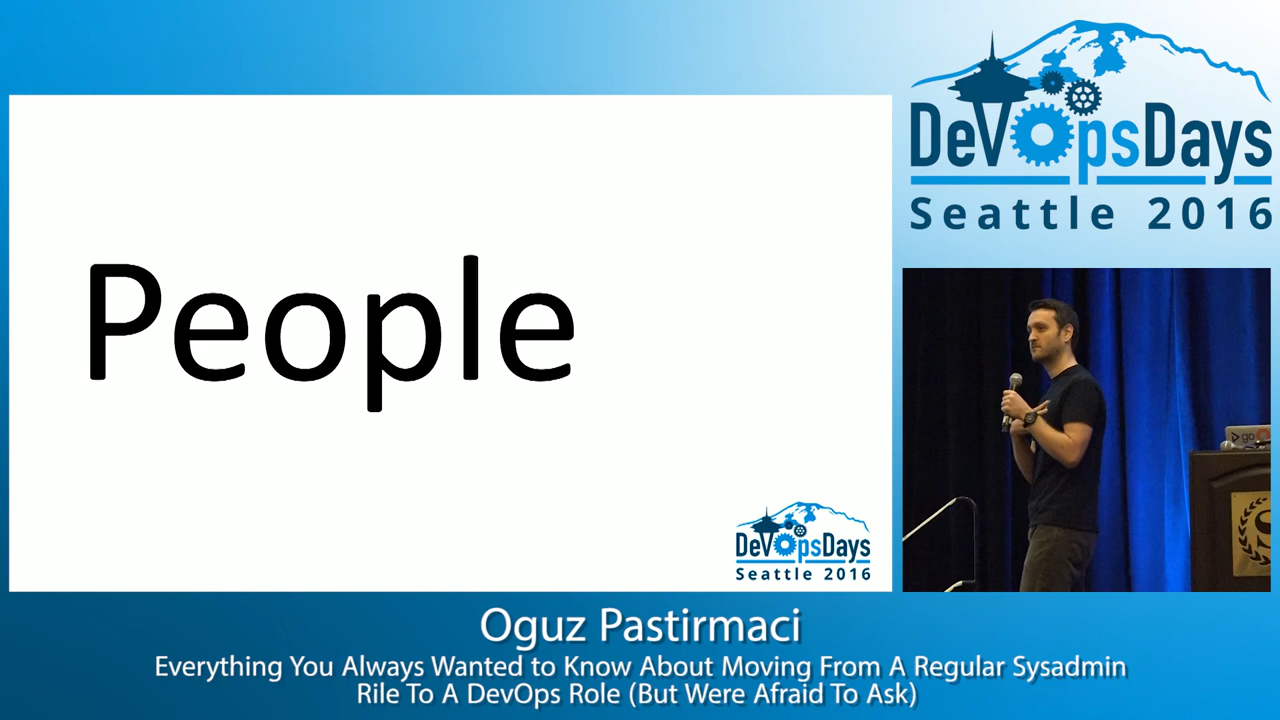 DevOpsDays
Seattle 2016
People
DevOpsDays
Seattle 2016
go
S
Oguz Pastirmaci
Everything You Always Wanted to Know About Moving From A Regular Sysadmin
Rile To A DevOps Role (But Were Afraid To Ask)